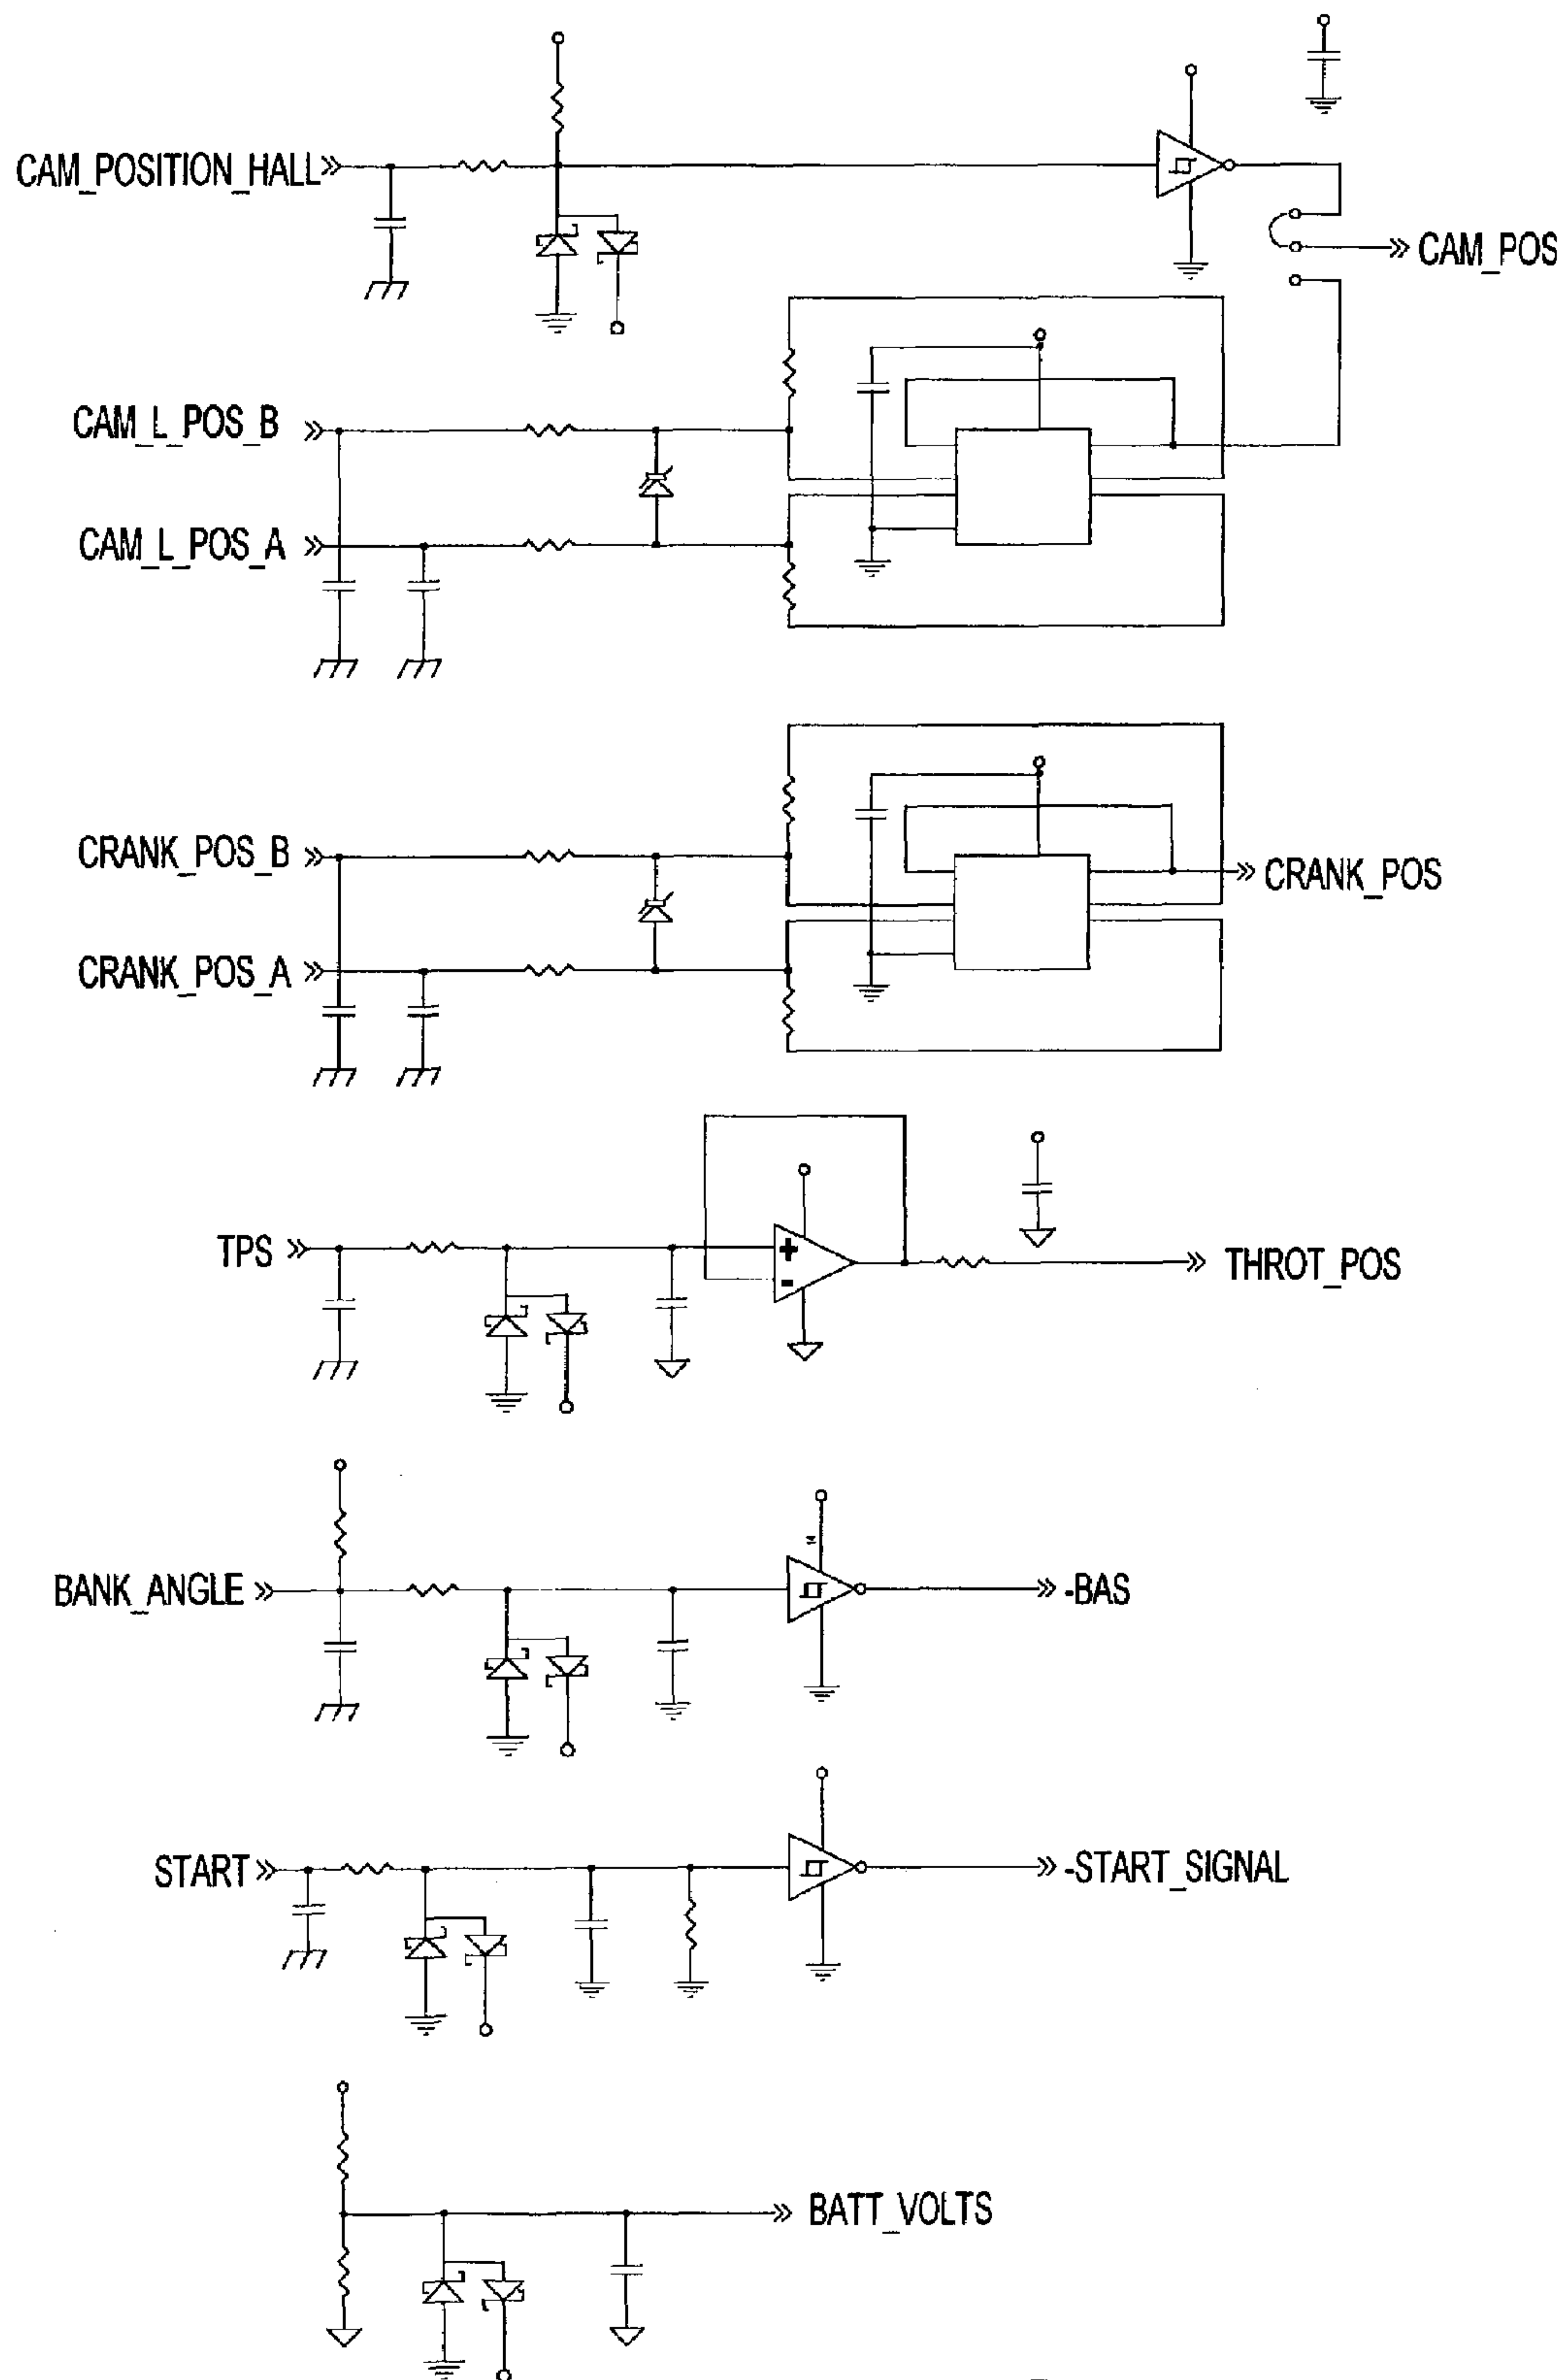 CAM_POSITION_HALL
CAM_POS
CAM_L_POS_B
CAM_L_POS_A
CRANK_POS_B
CRANK_POS
CRANK_POS_A
TPS
+
-
THROT_POS
BANK_ANGLE
-BAS
START
-START_SIGNAL
BATT_VOLTS